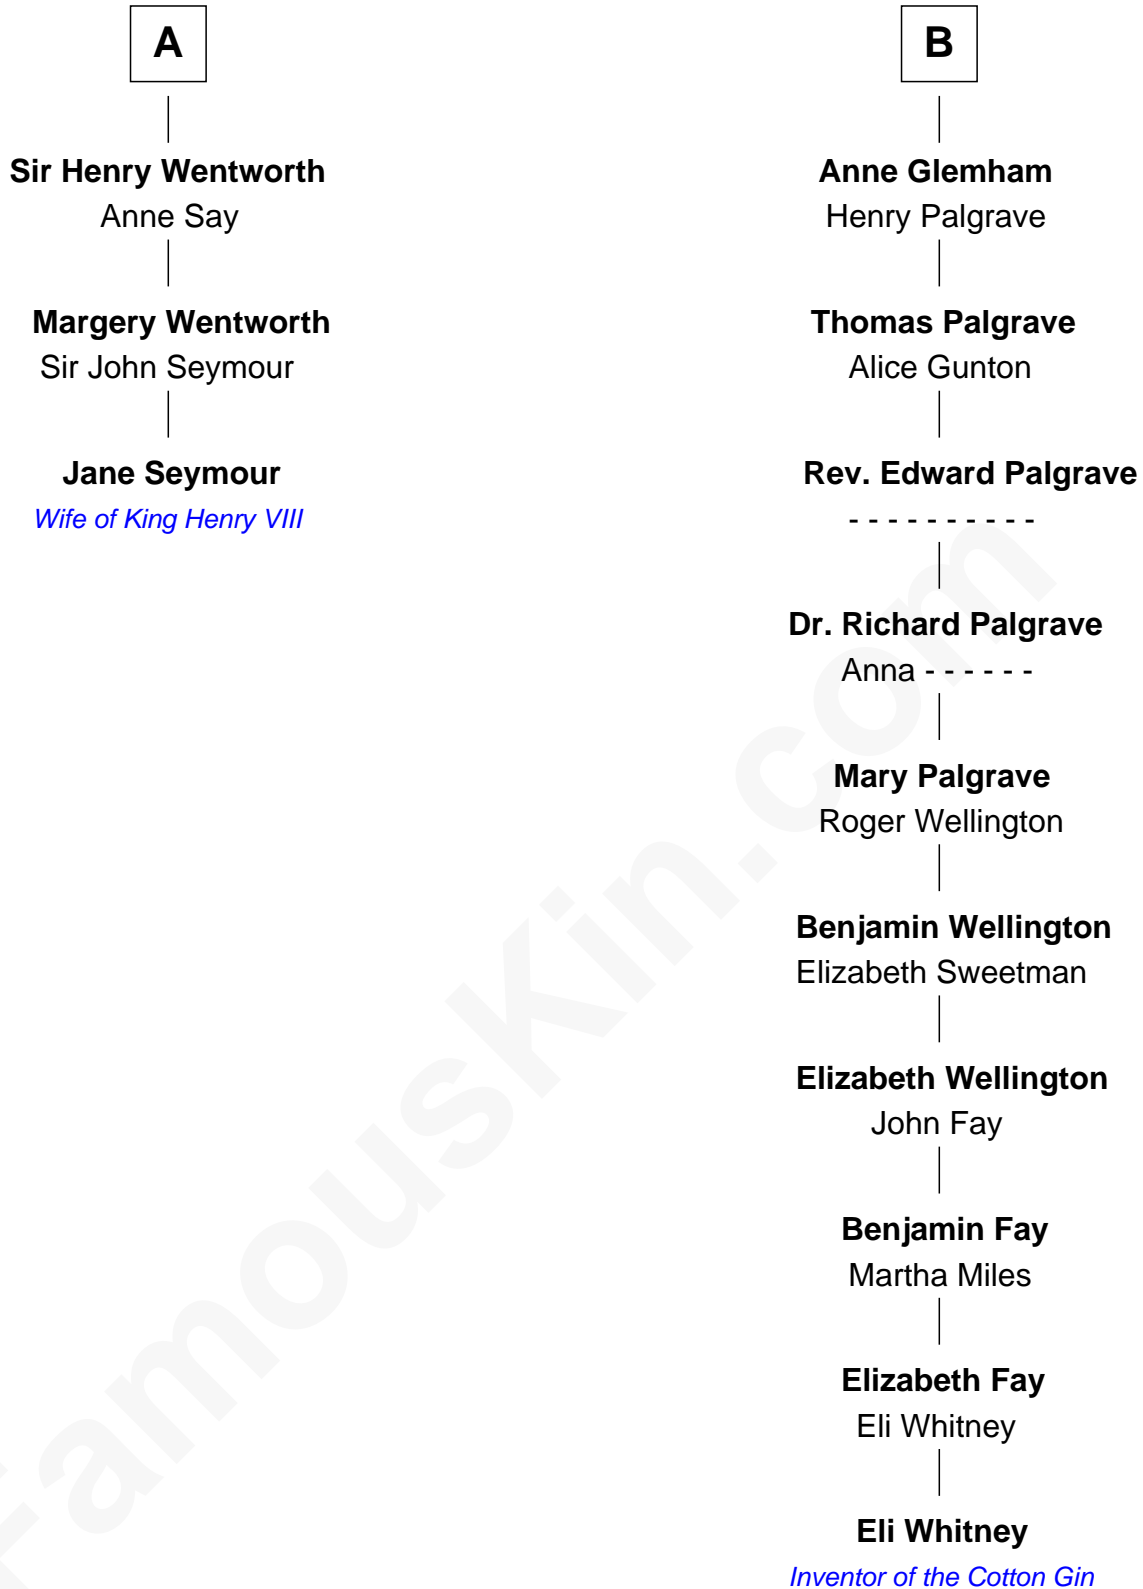 A
Sir Henry Wentworth
Anne Say
Margery Wentworth
Sir John Seymour
Jane Seymour
Wife of King Henry VIII
B
Anne Glemham
Henry Palgrave
Thomas Palgrave
Alice Gunton
Rev. Edward Palgrave
- - - - - - - - - -
Dr. Richard Palgrave
Anna - - - - - -
Mary Palgrave
Roger Wellington
Benjamin Wellington
Elizabeth Sweetman
Elizabeth Wellington
John Fay
Benjamin Fay
Martha Miles
Elizabeth Fay
Eli Whitney
Eli Whitney
Inventor of the Cotton Gin
FamousKin.com